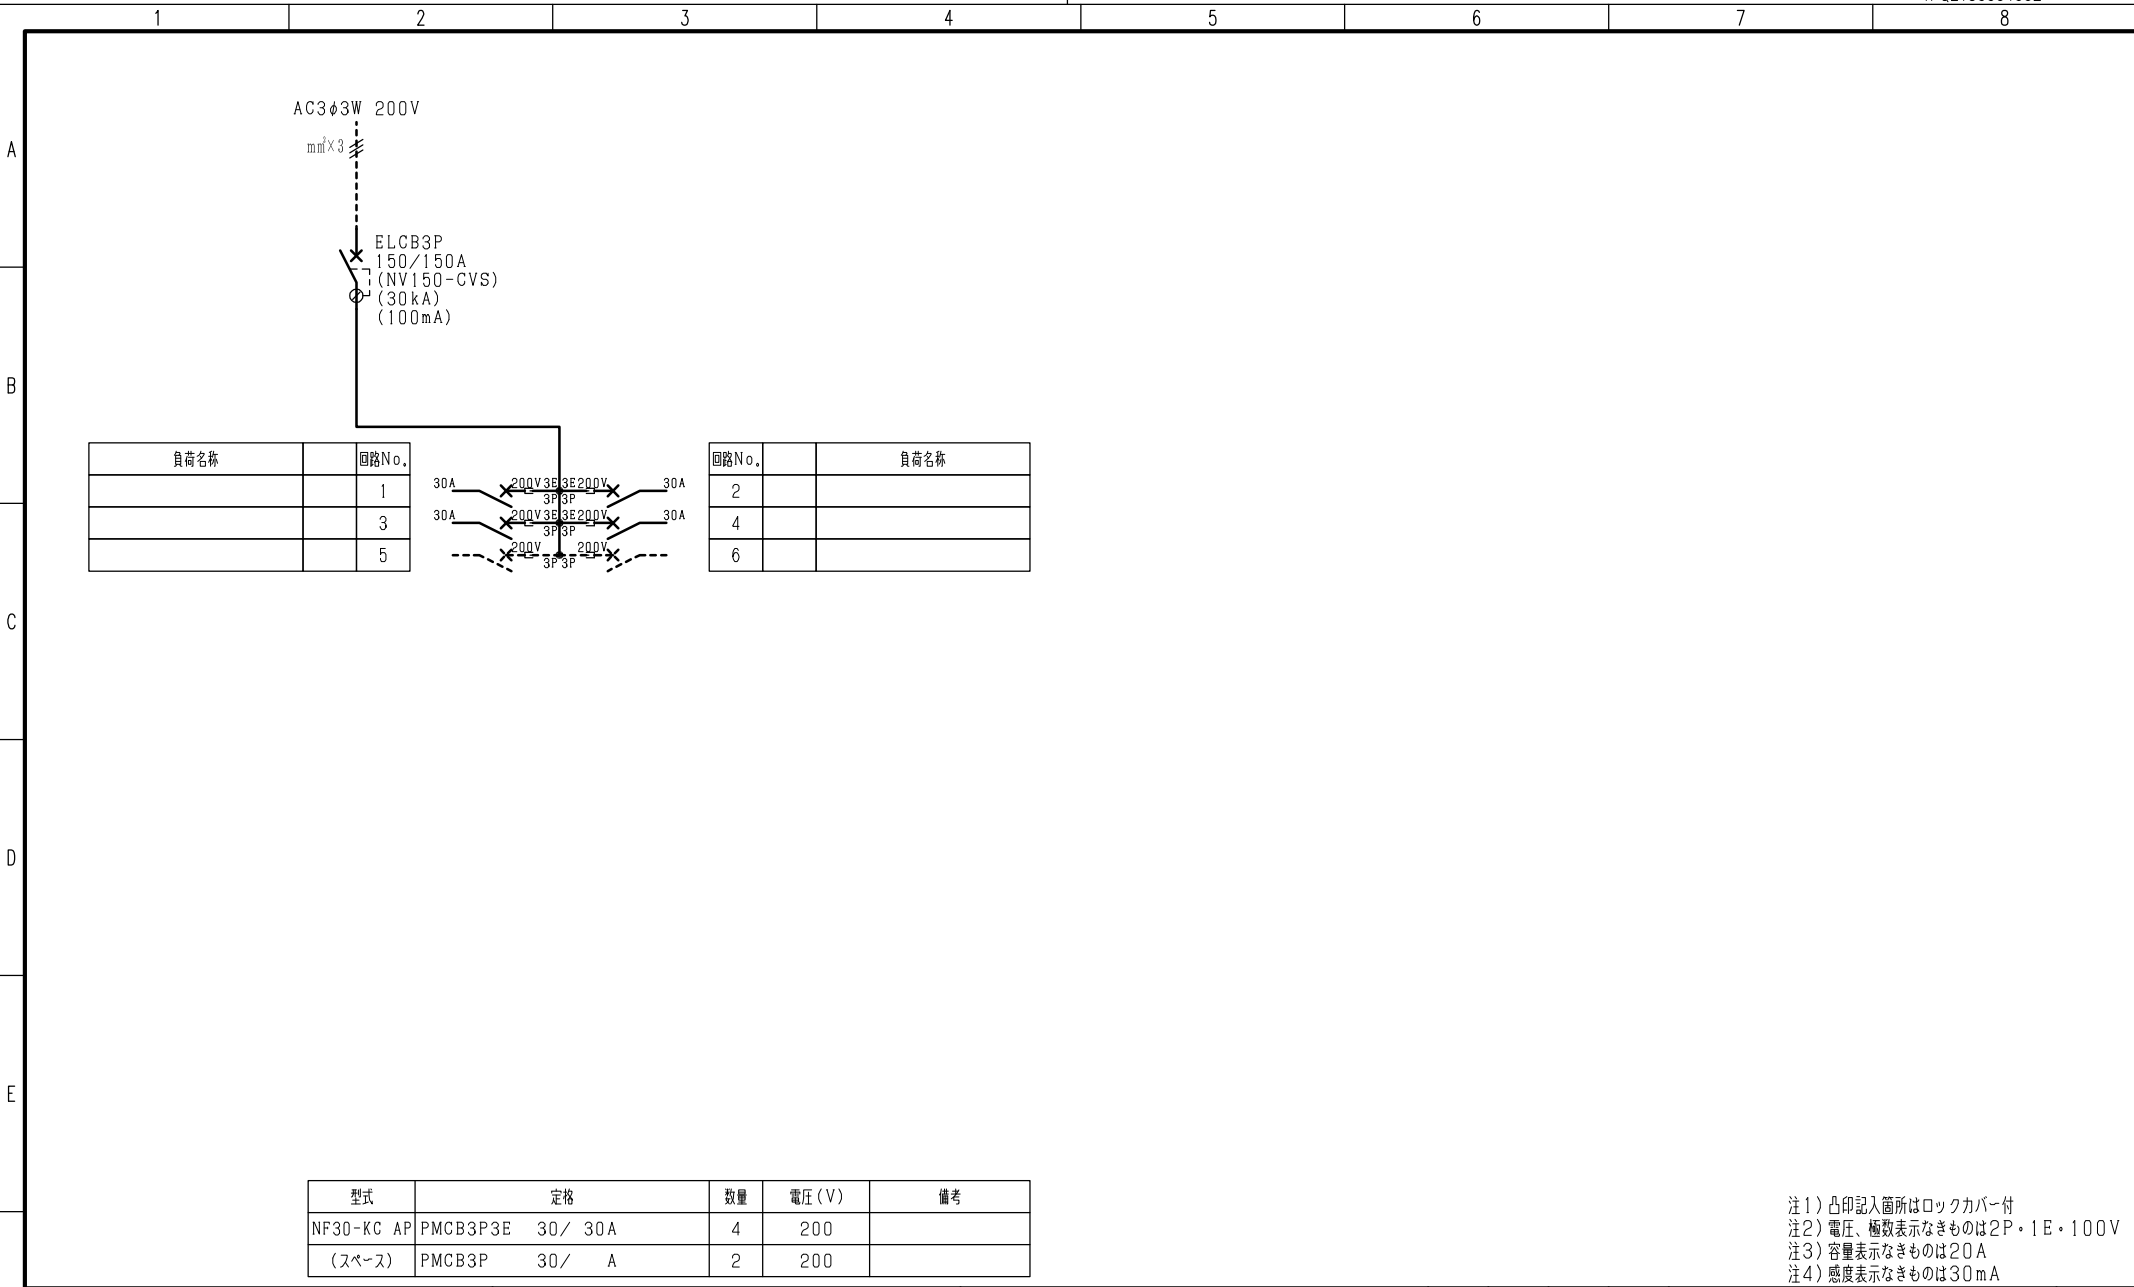 1 2 3 4 5 6 7 8
A
B
C
D
E
AC3φ3W 200V
mm²×3
ELCB3P
150/150A
(NV150-CVS)
(30kA)
(100mA)
負荷名称 回路No.
1
3
5
30A 200V 3E 3E 200V 30A
3P 3P
30A 200V 3E 3E 200V 30A
3P 3P
200V 200V
3P 3P
回路No. 負荷名称
2
4
6
型式 定格 数量 電圧(V) 備考
NF30-KC AP PMCB3P3E 30/ 30A 4 200
(スペース) PMCB3P 30/ A 2 200
注1)凸印記入箇所はロックカバー付
注2)電圧、極数表示なきものは2P・1E・100V
注3)容量表示なきものは20A
注4)感度表示なきものは30mA